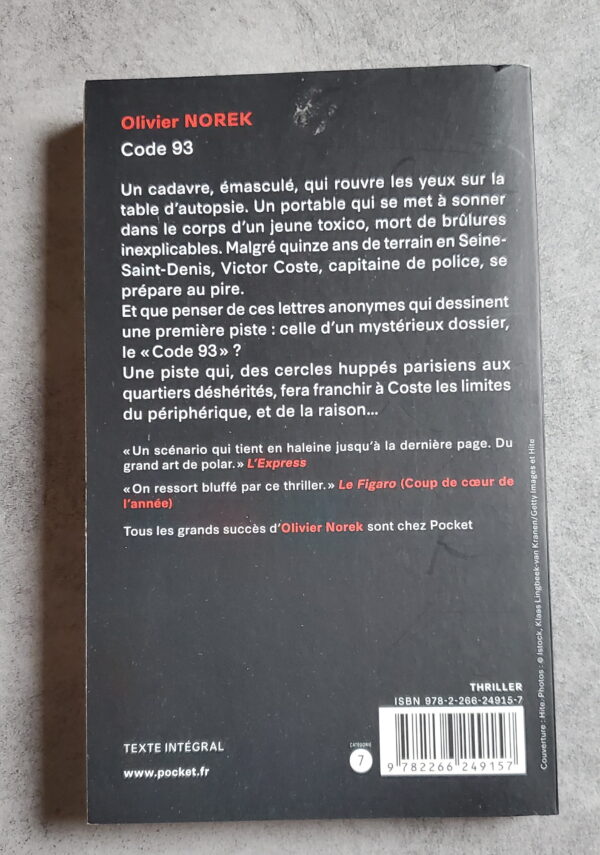 Olivier NOREK
Code 93
Un cadavre, émasculé, qui rouvre les yeux sur la
table d'autopsie. Un portable qui se met à sonner
dans le corps d'un jeune toxico, mort de brûlures
inexplicables. Malgré quinze ans de terrain en Seine-
Saint-Denis, Victor Coste, capitaine de police, se
prépare au pire.
Et que penser de ces lettres anonymes qui dessinent
une première piste : celle d'un mystérieux dossier,
le « Code 93 » ?
Une piste qui, des cercles huppés parisiens aux
quartiers déshérités, fera franchir à Coste les limites
du périphérique, et de la raison...
« Un scénario qui tient en haleine jusqu'à la dernière page. Du
grand art de polar. » L'Express
« On ressort bluffé par ce thriller. » Le Figaro (Coup de cœur de
l'année)
Tous les grands succès d'Olivier Norek sont chez Pocket
Couverture : Hite. Photos : © Istock, Klaas Lingbeek-van Kranen/Getty Images et Hite
THRILLER
ISBN 978-2-266-24915-7
TEXTE INTÉGRAL
www.pocket.fr
CATÉGORIE
7
9 782266 249157